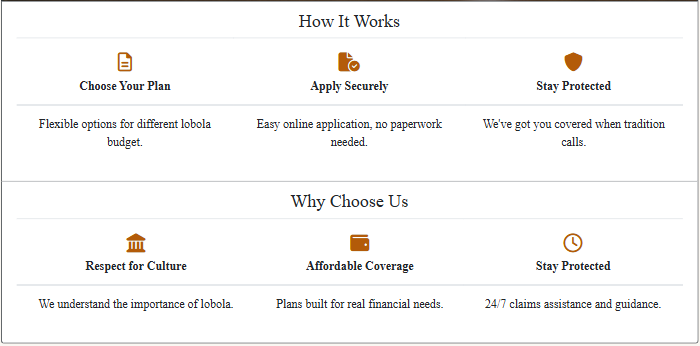 How It Works
Choose Your Plan
Apply Securely
Stay Protected
Flexible options for different lobola
budget.
Easy online application, no paperwork
needed.
We've got you covered when tradition
calls.
Why Choose Us
Respect for Culture
Affordable Coverage
Stay Protected
We understand the importance of lobola.
Plans built for real financial needs.
24/7 claims assistance and guidance.